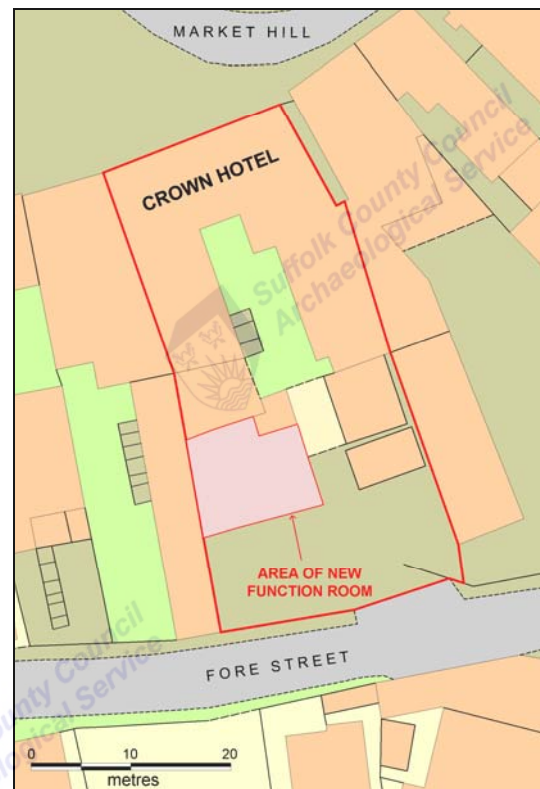 MARKET HILL
CROWN HOTEL
Suffolk County Council
Archaeological Service
AREA OF NEW
FUNCTION ROOM
FORE STREET
County Council
Service
0 10 20
metres